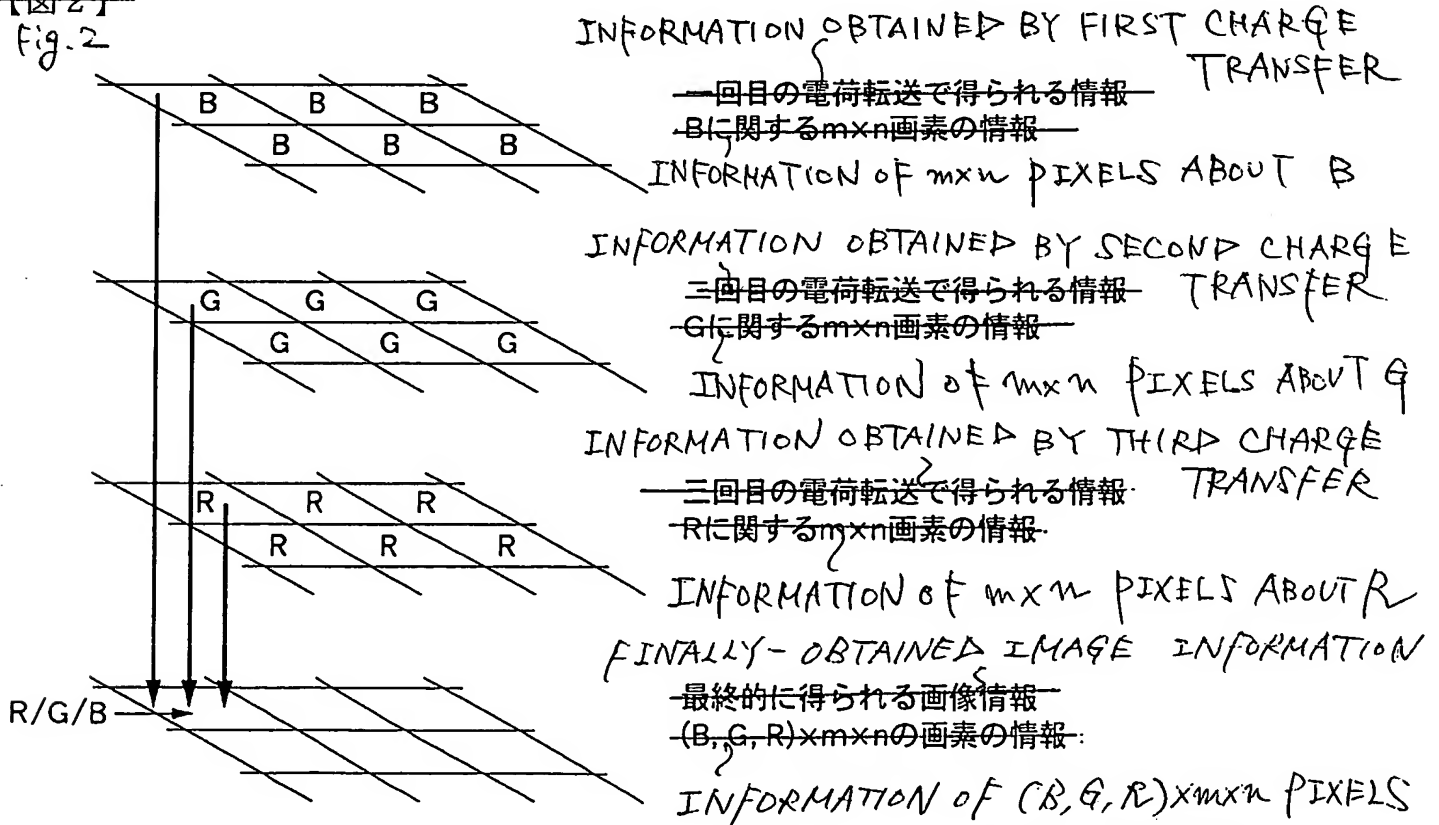 【図2】
Fig. 2
INFORMATION OBTAINED BY FIRST CHARGE
TRANSFER
一回目の電荷転送で得られる情報
B B B
Bに関するm×n画素の情報
B B B
INFORMATION OF m×n PIXELS ABOUT B
INFORMATION OBTAINED BY SECOND CHARGE
TRANSFER
二回目の電荷転送で得られる情報
G G G
Gに関するm×n画素の情報
G G G
INFORMATION OF m×n PIXELS ABOUT G
INFORMATION OBTAINED BY THIRD CHARGE
TRANSFER
三回目の電荷転送で得られる情報
R R R
Rに関するm×n画素の情報
R R R
INFORMATION OF m×n PIXELS ABOUT R
FINALLY-OBTAINED IMAGE INFORMATION
最終的に得られる画像情報
R/G/B
(B, G, R)×m×nの画素の情報
INFORMATION OF (B, G, R)×m×n PIXELS